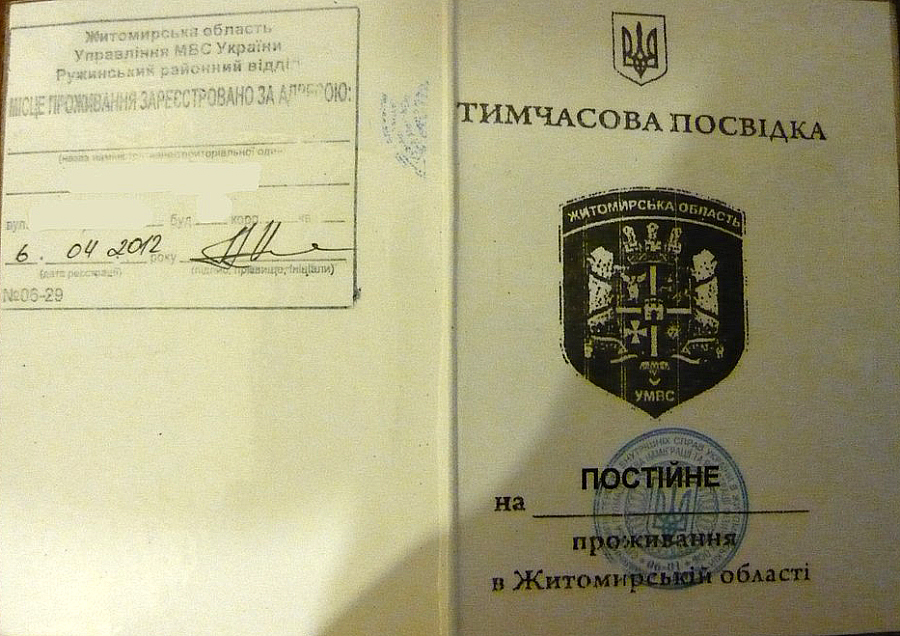 Житомирська область
Управління МВС України
Ружинський районний відділ
МІСЦЕ ПРОЖИВАННЯ ЗАРЕЄСТРОВАНО ЗА АДРЕСОЮ:
вул. буд. корп. кв.
6. 04 2012 року
(дата реєстрації) (підпис, прізвище, ініціали)
№06-29
ТИМЧАСОВА ПОСВІДКА
ЖИТОМИРСЬКА ОБЛАСТЬ
УМВС
на ПОСТІЙНЕ
проживання
в Житомирській області